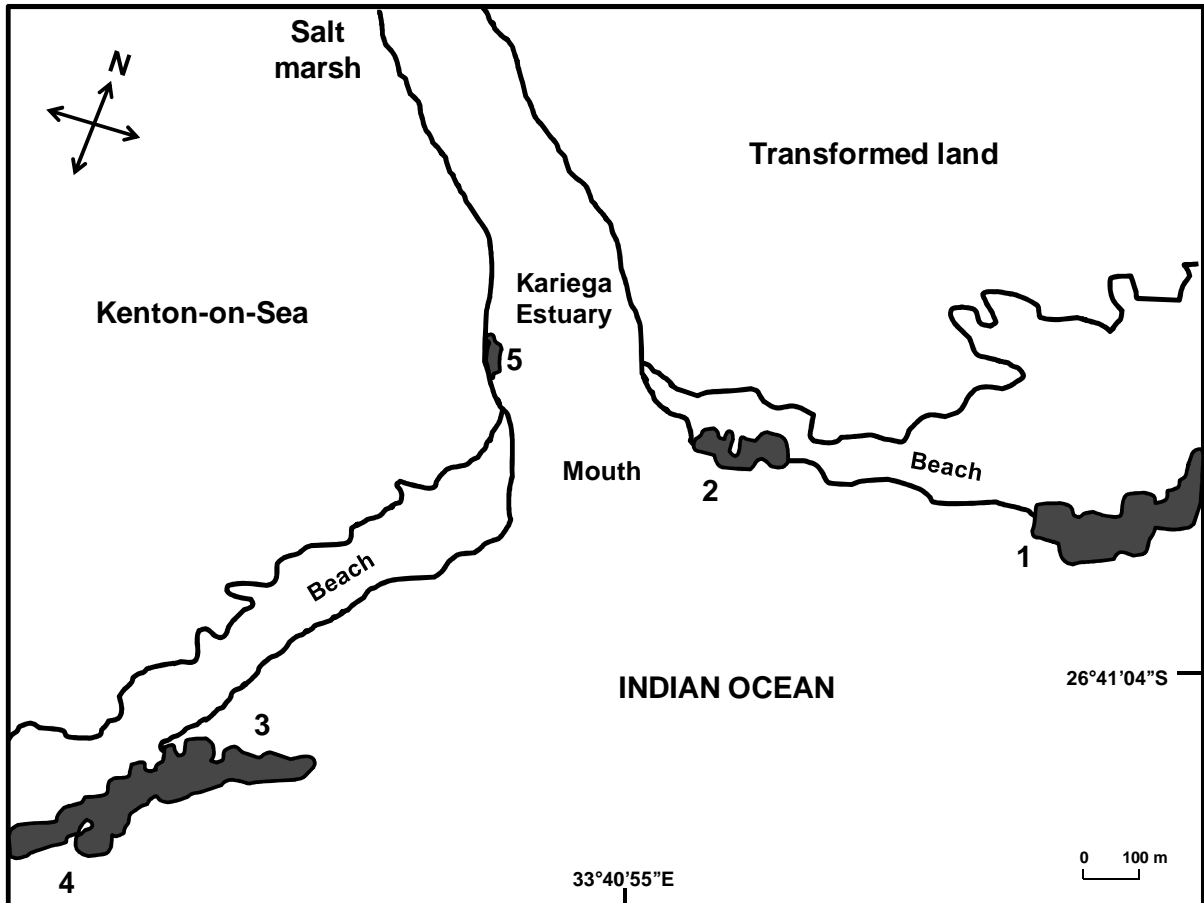 Salt
marsh
N
Transformed land
Kariega
Estuary
Kenton-on-Sea
5
Mouth
2
Beach
1
Beach
INDIAN OCEAN
26°41'04”S
3
4
33°40'55”E
0 100 m